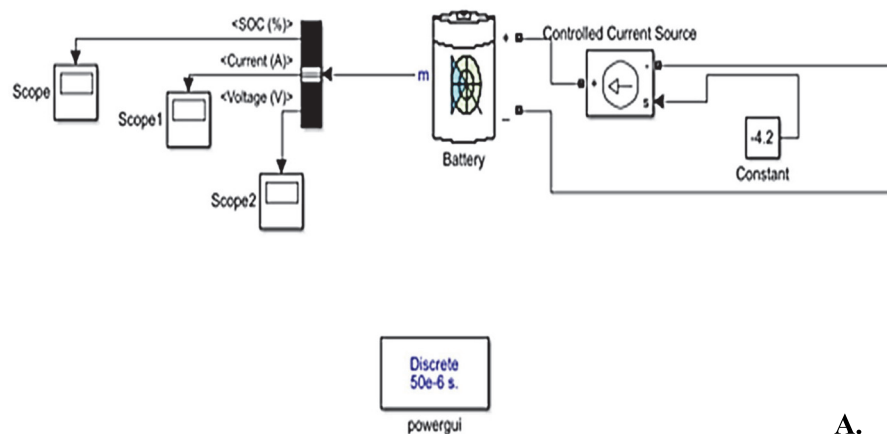 <SOC (%)>
<Current (A)>
<Voltage (V)>
Scope
Scope1
Scope2
m
+
–
Battery
Controlled Current Source
+
-
s
-4.2
Constant
Discrete
50e-6 s.
powergui
A.